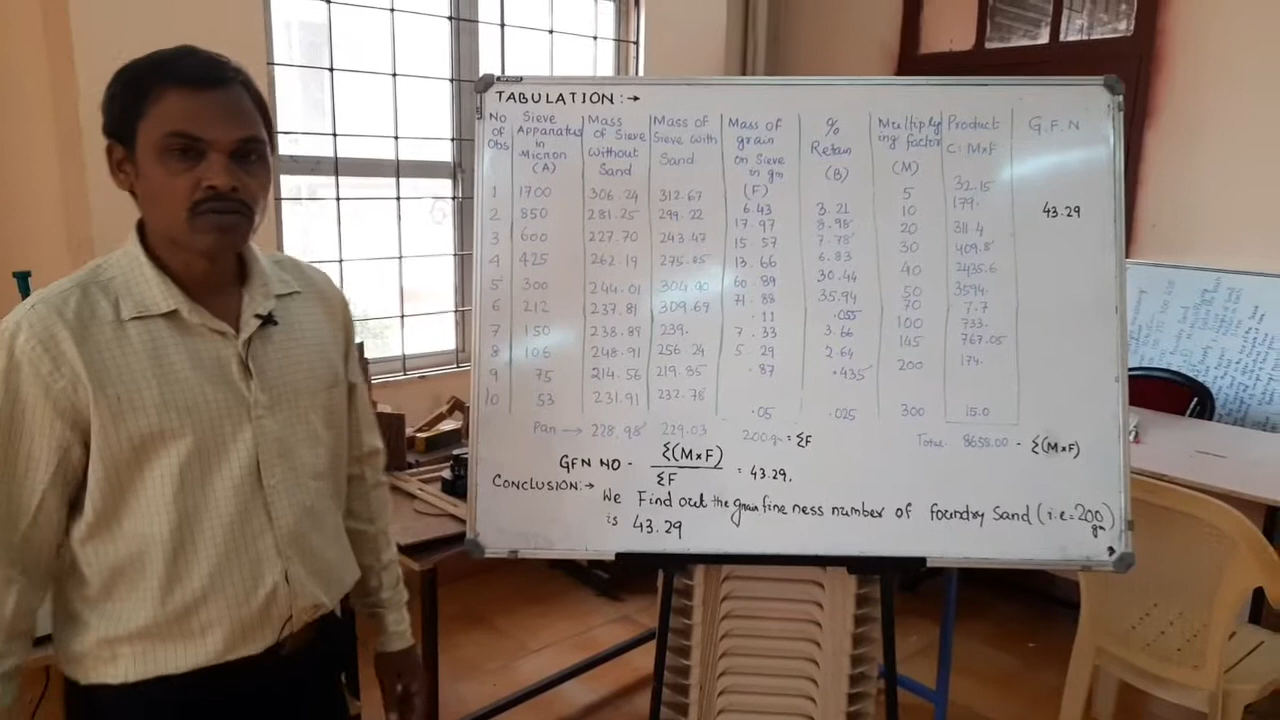 TABULATION :→
No of Obs | Sieve Apparatus in Micron (A) | Mass of Sieve Without Sand | Mass of Sieve with Sand | Mass of grain on Sieve in gm (F) | % Retain (B) | Multiplying factor (M) | Product C: M×F | G.F.N
1 1700 306.24 312.67 6.43 3.21 5 32.15
2 850 281.25 299.22 17.97 8.98 10 179. 43.29
3 600 227.70 243.47 15.57 7.78 20 311.4
4 425 262.19 275.85 13.66 6.83 30 409.8
5 300 244.01 304.90 60.89 30.44 40 2435.6
6 212 237.81 309.69 71.88 35.94 50 3594.
7 150 238.89 239. .11 .055 70 7.7
8 106 248.91 256.24 7.33 3.66 100 733.
9 75 214.56 219.85 5.29 2.64 145 767.05
10 53 231.91 232.78 .87 .435 200 174.
Pan → 228.98 229.03 .05 .025 300 15.0
200gm = ΣF Total 8658.00 - Σ(M×F)
GFN NO - Σ(M×F) / ΣF = 43.29.
CONCLUSION:→ We Find out the grain fine ness number of foundry Sand (i.e=200 gm)
is 43.29